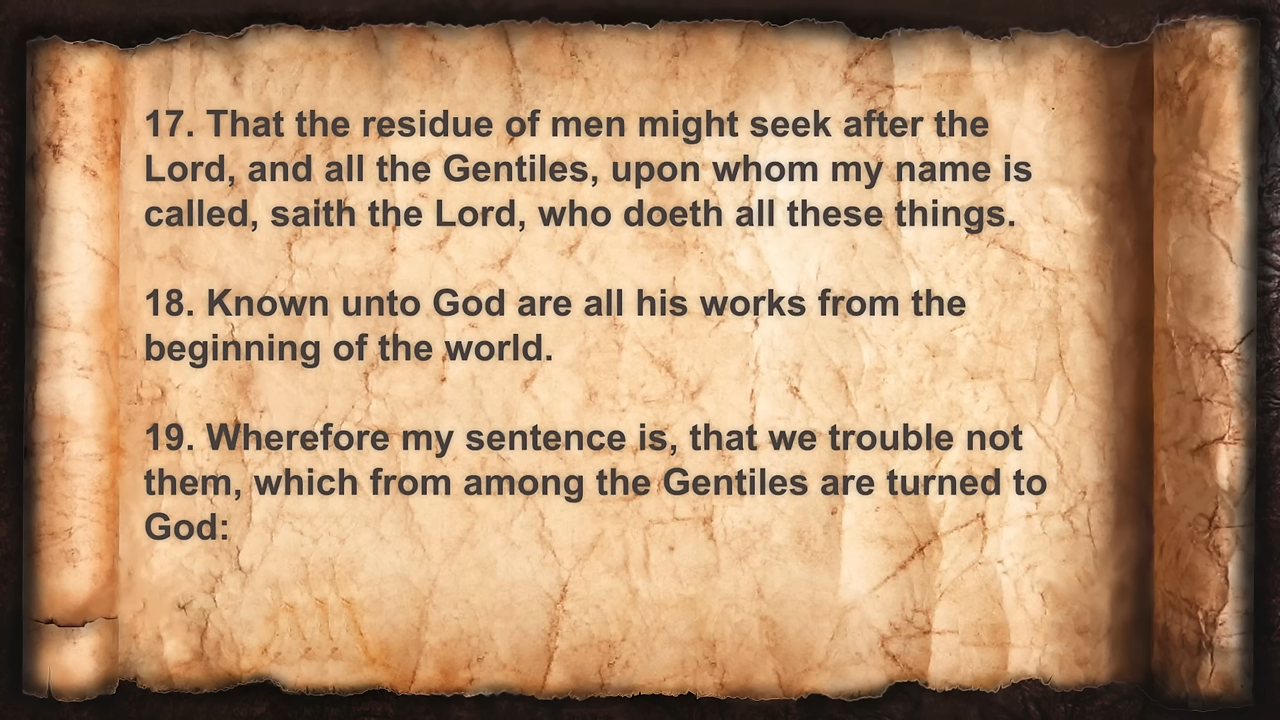 17. That the residue of men might seek after the
Lord, and all the Gentiles, upon whom my name is
called, saith the Lord, who doeth all these things.
18. Known unto God are all his works from the
beginning of the world.
19. Wherefore my sentence is, that we trouble not
them, which from among the Gentiles are turned to
God: